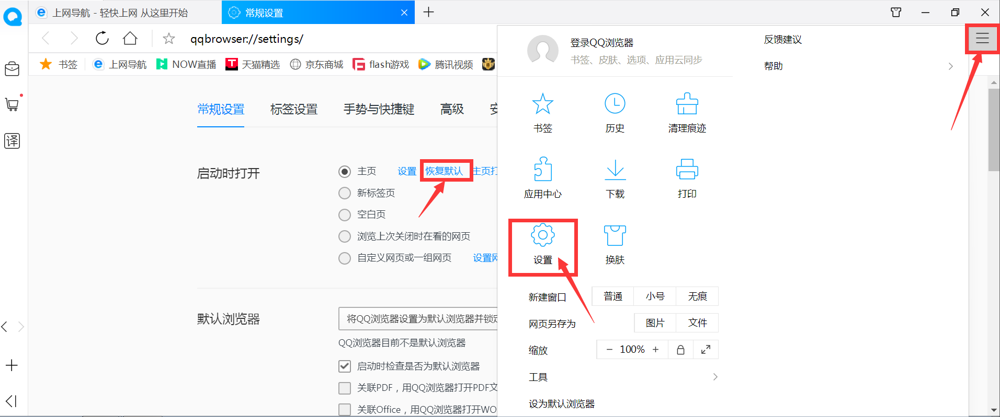 上网导航 - 轻快上网 从这里开始
常规设置
qqbrowser://settings/
书签
上网导航
NOW直播
天猫精选
京东商城
flash游戏
腾讯视频
译
常规设置
标签设置
手势与快捷键
高级
启动时打开
主页
设置
恢复默认
主页打
新标签页
空白页
浏览上次关闭时在看的网页
自定义网页或一组网页
设置网
默认浏览器
将QQ浏览器设置为默认浏览器并锁定
QQ浏览器目前不是默认浏览器
启动时检查是否为默认浏览器
关联PDF，用QQ浏览器打开PDF文
关联Office，用QQ浏览器打开WO
登录QQ浏览器
书签、皮肤、选项、应用云同步
书签
历史
清理痕迹
应用中心
下载
打印
设置
换肤
新建窗口
普通
小号
无痕
网页另存为
图片
文件
缩放
− 100% +
工具
设为默认浏览器
反馈建议
帮助